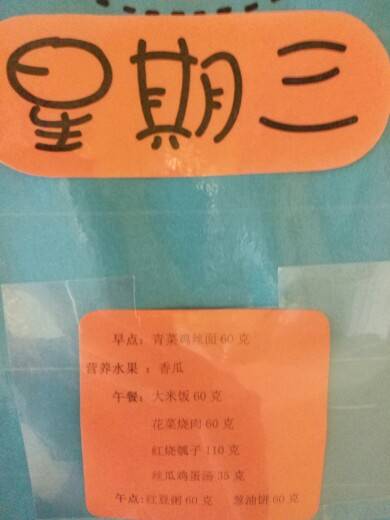 星期三
早点：青菜鸡丝面60克
营养水果：香瓜
午餐：大米饭60克
花菜烧肉60克
红烧瓠子110克
丝瓜鸡蛋汤35克
午点：红豆粥60克 葱油饼60克